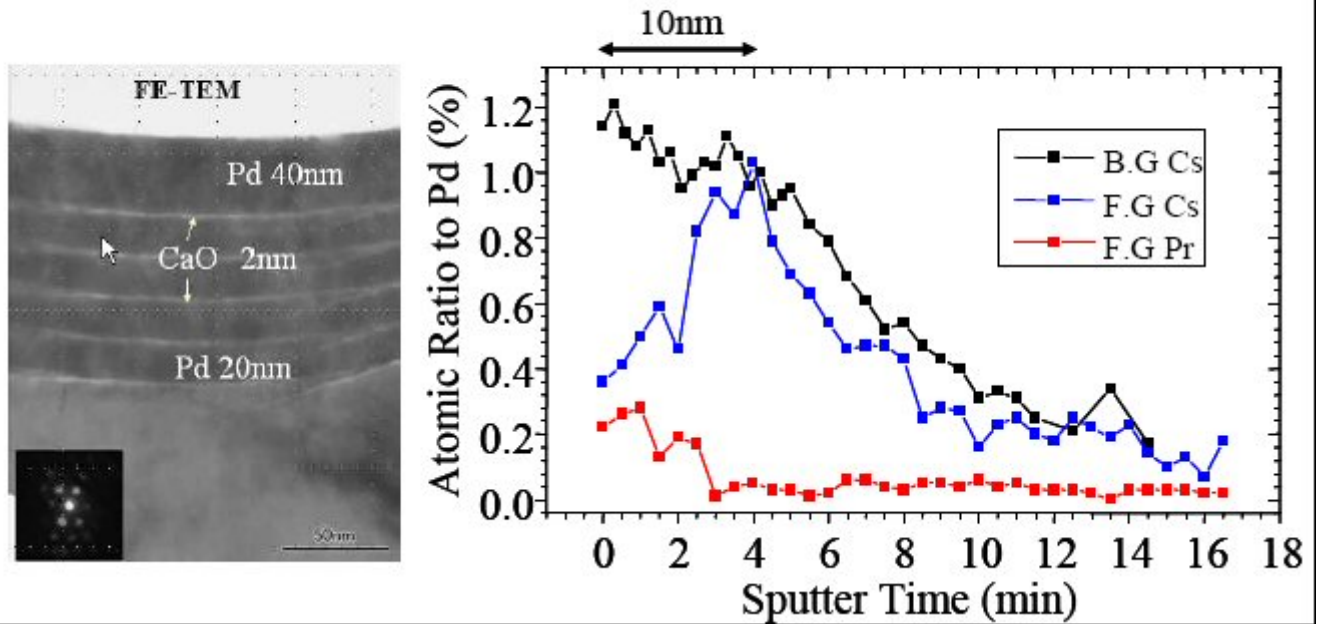 FE-TEM
Pd 40nm
CaO 2nm
Pd 20nm
50nm
10nm
Atomic Ratio to Pd (%)
1.2
1.0
0.8
0.6
0.4
0.2
0.0
B.G Cs
F.G Cs
F.G Pr
0 2 4 6 8 10 12 14 16 18
Sputter Time (min)